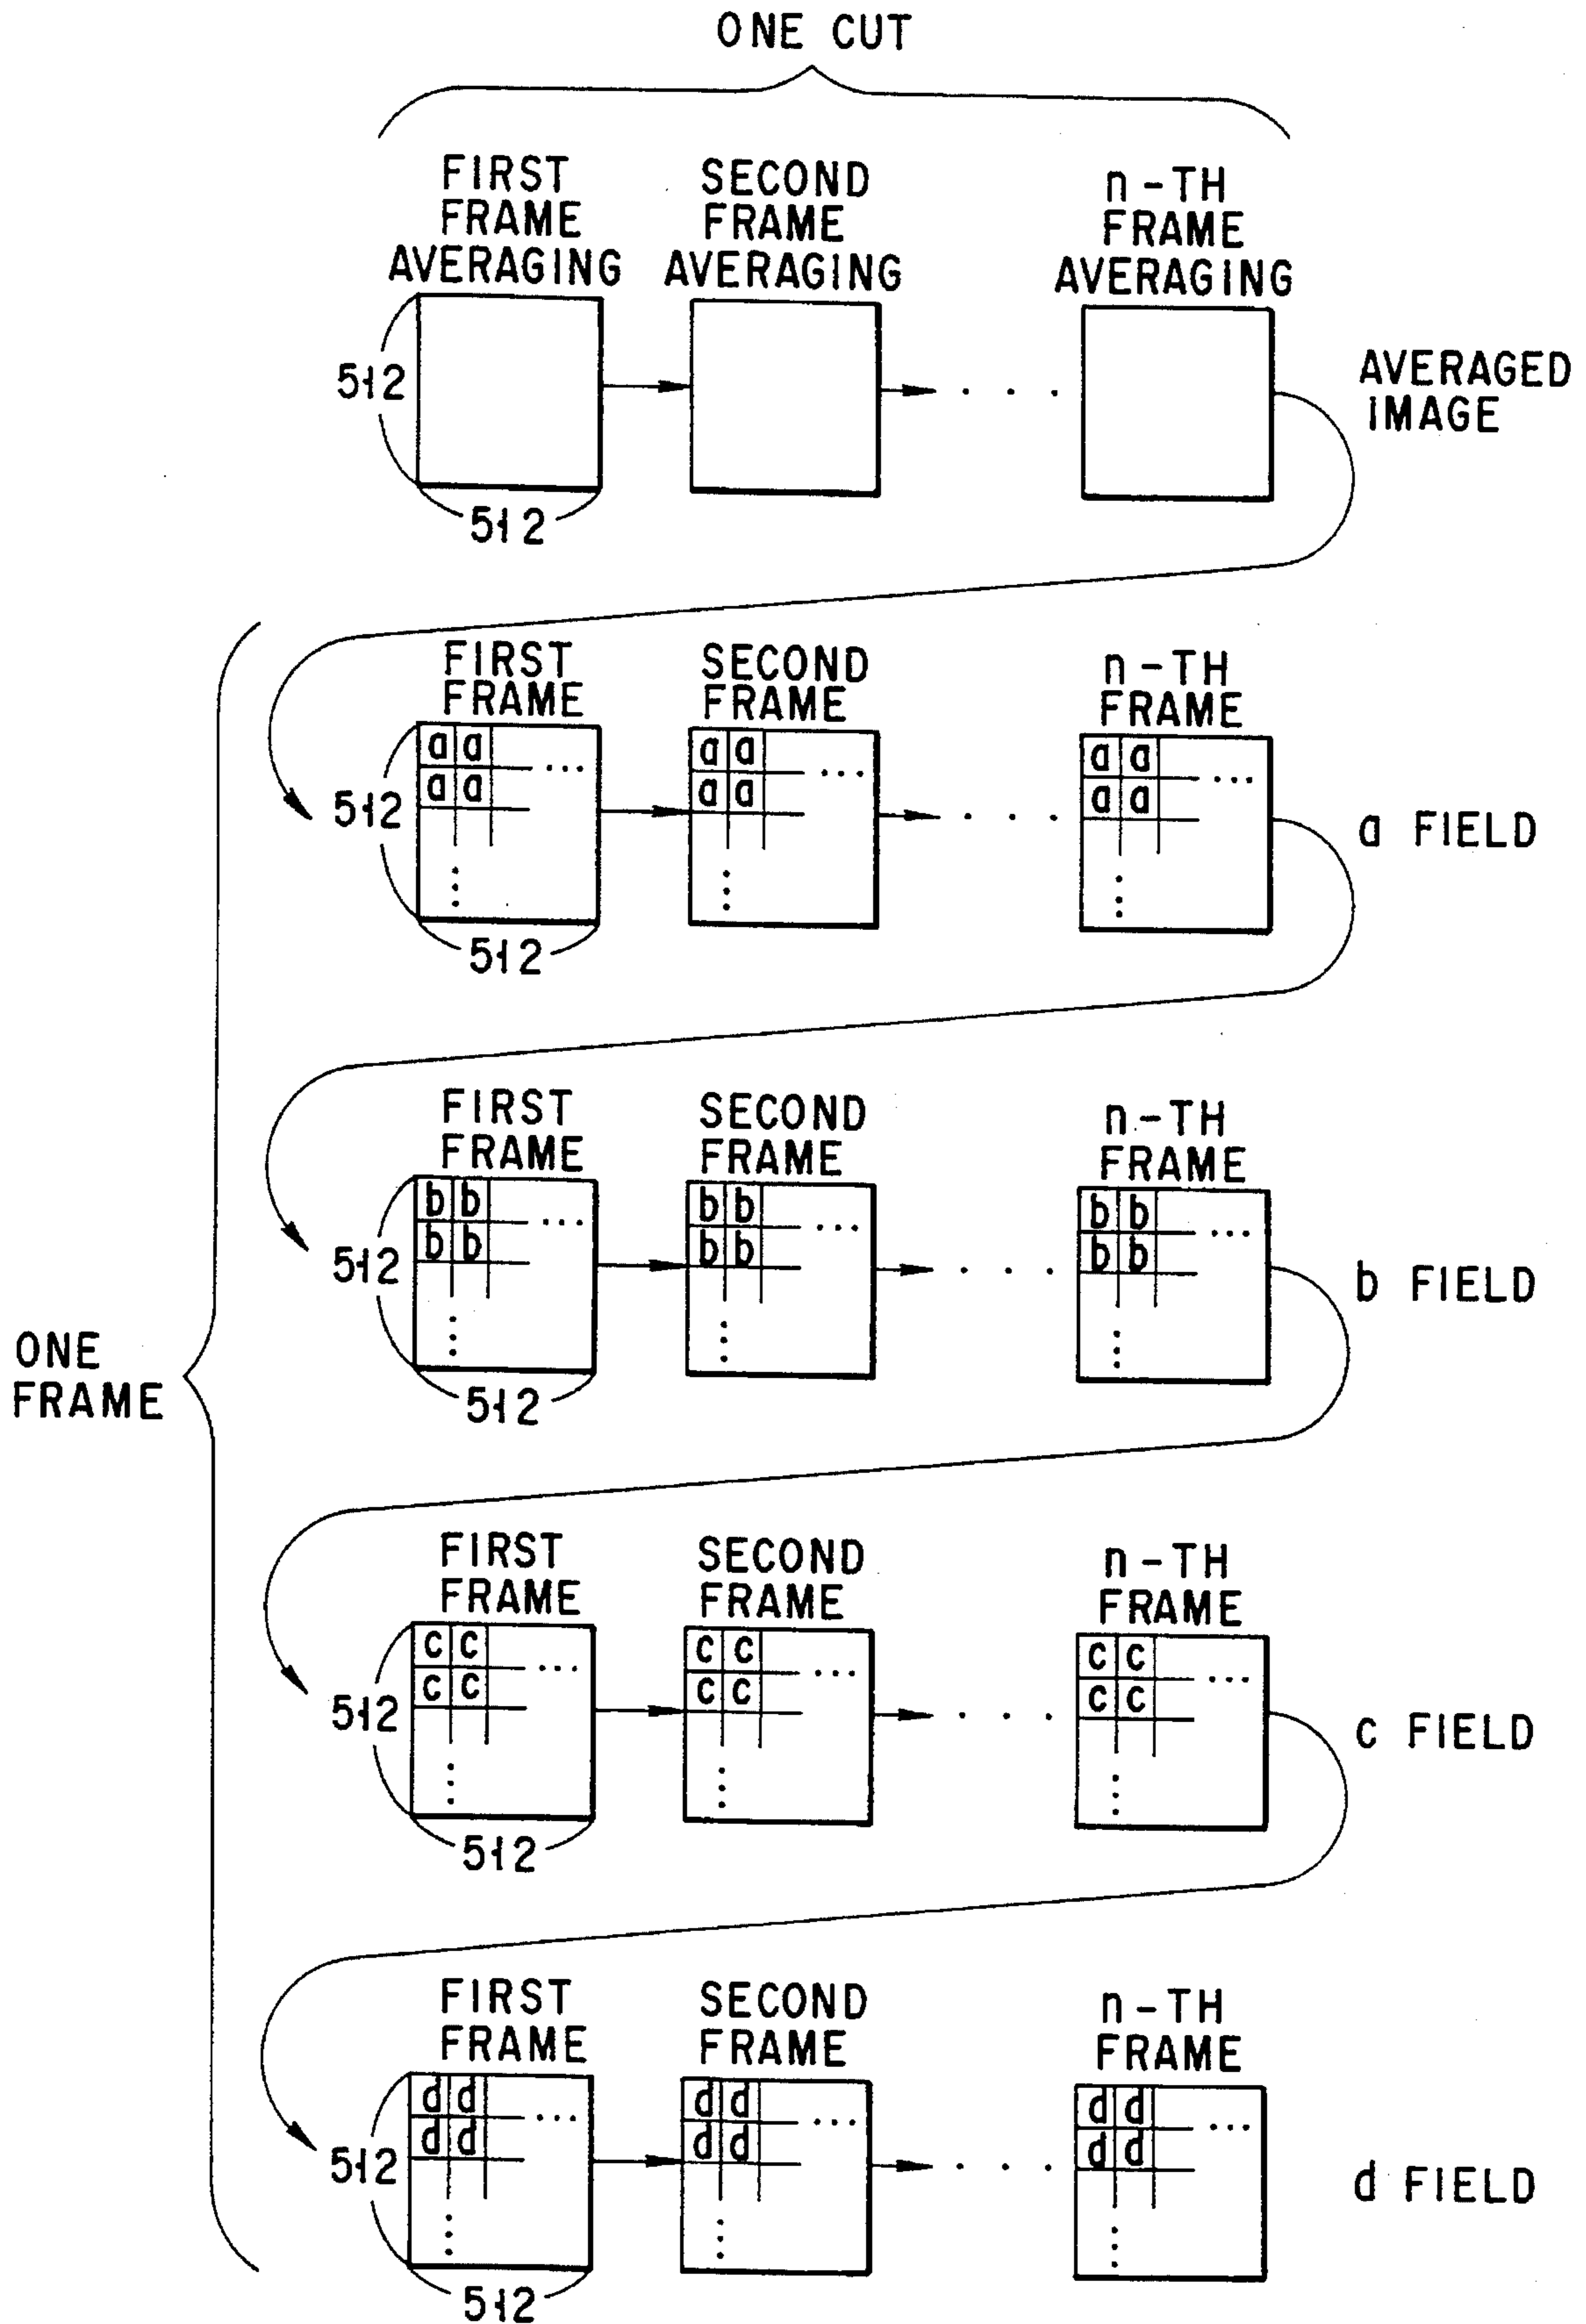 ONE CUT
FIRST
FRAME
AVERAGING
SECOND
FRAME
AVERAGING
n-TH
FRAME
AVERAGING
512
. . .
AVERAGED
IMAGE
512
FIRST
FRAME
SECOND
FRAME
n-TH
FRAME
a a ...
a a
a a ...
a a
a a ...
a a
512
. . .
a FIELD
512
FIRST
FRAME
SECOND
FRAME
n-TH
FRAME
b b ...
b b
b b ...
b b
b b ...
b b
512
. . .
b FIELD
512
ONE
FRAME
FIRST
FRAME
SECOND
FRAME
n-TH
FRAME
c c ...
c c
c c ...
c c
c c ...
c c
512
. . .
c FIELD
512
FIRST
FRAME
SECOND
FRAME
n-TH
FRAME
d d ...
d d
d d ...
d d
d d ...
d d
512
. . .
d FIELD
512